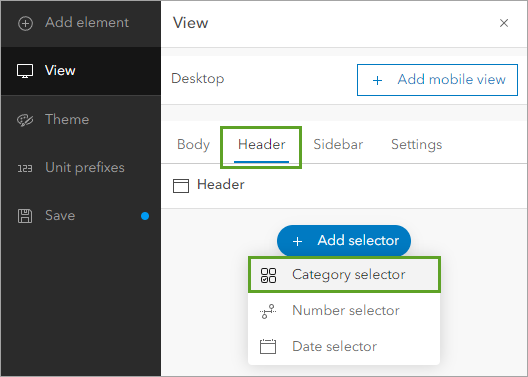 Add element
View
Theme
123 Unit prefixes
Save
View
Desktop
+ Add mobile view
Body Header Sidebar Settings
Header
+ Add selector
Category selector
Number selector
Date selector